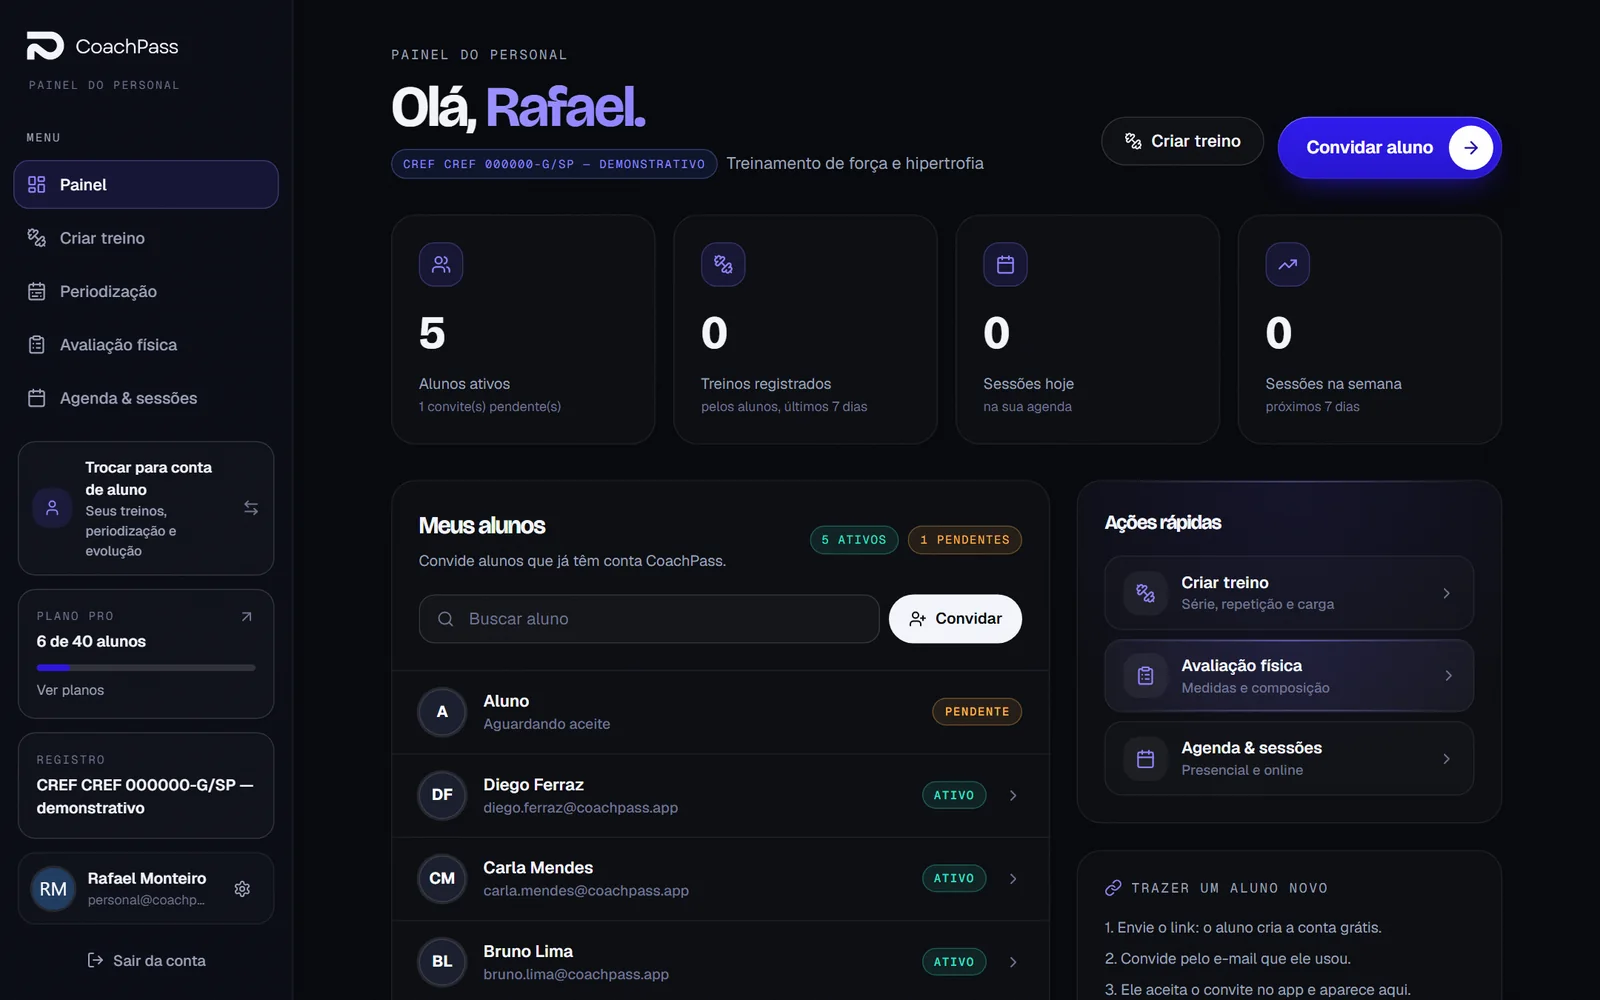 CoachPass
PAINEL DO PERSONAL
MENU
Painel
Criar treino
Periodização
Avaliação física
Agenda & sessões
Trocar para conta
de aluno
Seus treinos,
periodização e
evolução
PLANO PRO
6 de 40 alunos
Ver planos
REGISTRO
CREF CREF 000000-G/SP —
demonstrativo
RM
Rafael Monteiro
personal@coachp...
Sair da conta
PAINEL DO PERSONAL
Olá, Rafael.
CREF CREF 000000-G/SP — DEMONSTRATIVO
Treinamento de força e hipertrofia
Criar treino
Convidar aluno
5
Alunos ativos
1 convite(s) pendente(s)
0
Treinos registrados
pelos alunos, últimos 7 dias
0
Sessões hoje
na sua agenda
0
Sessões na semana
próximos 7 dias
Meus alunos
Convide alunos que já têm conta CoachPass.
5 ATIVOS
1 PENDENTES
Buscar aluno
Convidar
A
Aluno
Aguardando aceite
PENDENTE
DF
Diego Ferraz
diego.ferraz@coachpass.app
ATIVO
CM
Carla Mendes
carla.mendes@coachpass.app
ATIVO
BL
Bruno Lima
bruno.lima@coachpass.app
ATIVO
Ações rápidas
Criar treino
Série, repetição e carga
Avaliação física
Medidas e composição
Agenda & sessões
Presencial e online
TRAZER UM ALUNO NOVO
1. Envie o link: o aluno cria a conta grátis.
2. Convide pelo e-mail que ele usou.
3. Ele aceita o convite no app e aparece aqui.